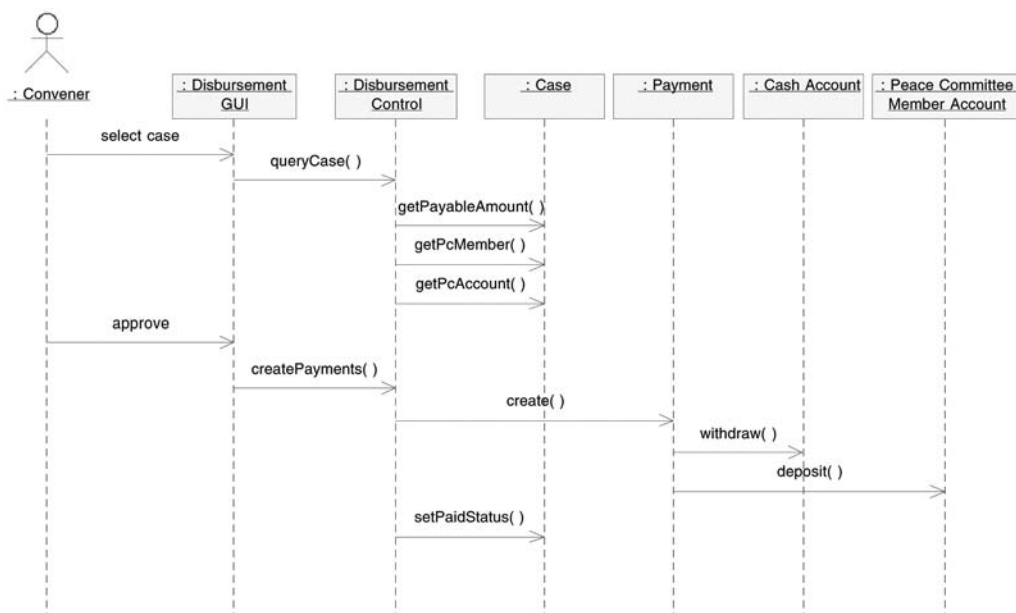 : Convener
: Disbursement
GUI
: Disbursement
Control
: Case
: Payment
: Cash Account
: Peace Committee
Member Account
select case
queryCase( )
getPayableAmount( )
getPcMember( )
getPcAccount( )
approve
createPayments( )
create( )
withdraw( )
deposit( )
setPaidStatus( )